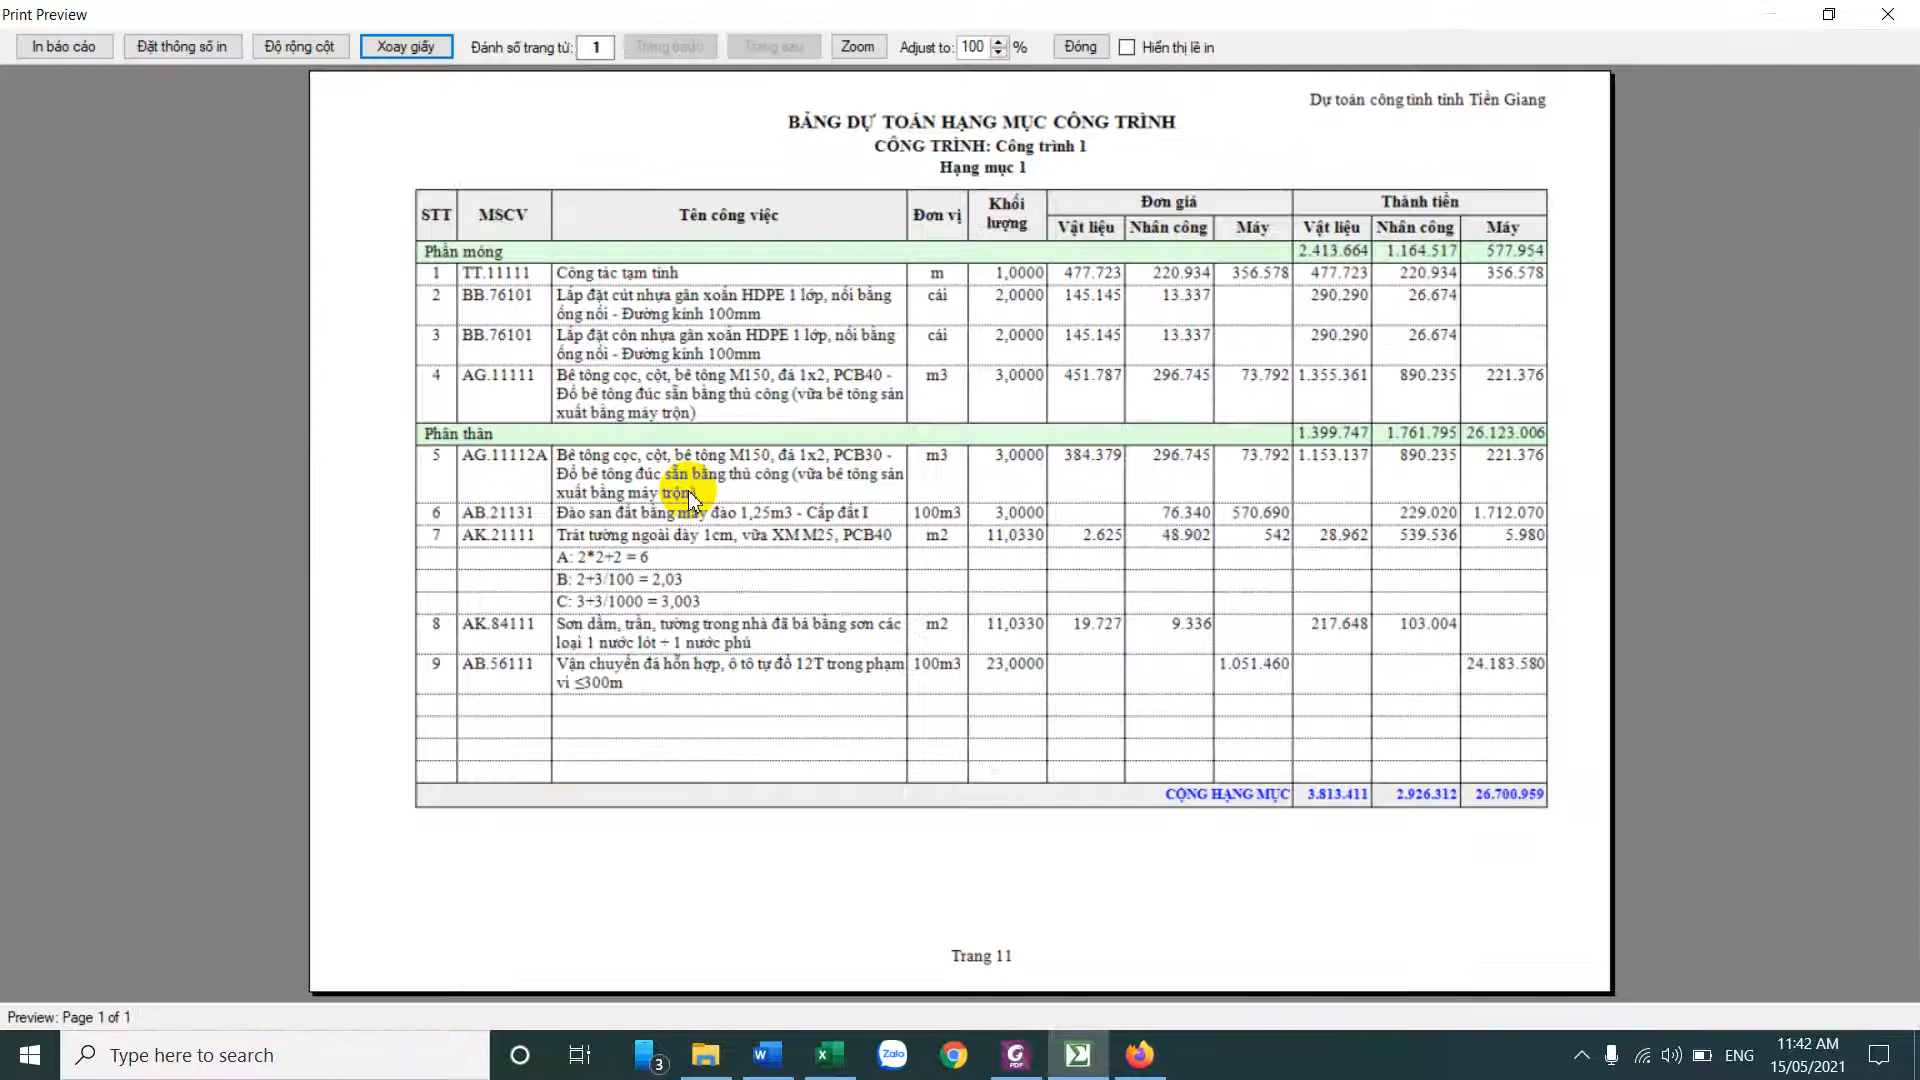 Print Preview
In báo cáo Đặt thông số in Độ rộng cột Xoay giấy Đánh số trang từ: 1 Trang trước Trang sau Zoom Adjust to: 100 % Đóng Hiển thị lề in
Dự toán công tình tỉnh Tiền Giang
BẢNG DỰ TOÁN HẠNG MỤC CÔNG TRÌNH
CÔNG TRÌNH: Công trình 1
Hạng mục 1
STT MSCV Tên công việc Đơn vị Khối lượng Đơn giá Thành tiền
Vật liệu Nhân công Máy Vật liệu Nhân công Máy
Phần móng 2.413.664 1.164.517 577.954
1 TT.11111 Công tác tạm tính m 1,0000 477.723 220.934 356.578 477.723 220.934 356.578
2 BB.76101 Lắp đặt cút nhựa gân xoắn HDPE 1 lớp, nối bằng cái 2,0000 145.145 13.337 290.290 26.674
ống nối - Đường kính 100mm
3 BB.76101 Lắp đặt côn nhựa gân xoắn HDPE 1 lớp, nối bằng cái 2,0000 145.145 13.337 290.290 26.674
ống nối - Đường kính 100mm
4 AG.11111 Bê tông cọc, cột, bê tông M150, đá 1x2, PCB40 - m3 3,0000 451.787 296.745 73.792 1.355.361 890.235 221.376
Đổ bê tông đúc sẵn bằng thủ công (vữa bê tông sản
xuất bằng máy trộn)
Phần thân 1.399.747 1.761.795 26.123.006
5 AG.11112A Bê tông cọc, cột, bê tông M150, đá 1x2, PCB30 - m3 3,0000 384.379 296.745 73.792 1.153.137 890.235 221.376
Đổ bê tông đúc sẵn bằng thủ công (vữa bê tông sản
xuất bằng máy trộn)
6 AB.21131 Đào san đất bằng máy đào 1,25m3 - Cấp đất I 100m3 3,0000 76.340 570.690 229.020 1.712.070
7 AK.21111 Trát tường ngoài dày 1cm, vữa XM M25, PCB40 m2 11,0330 2.625 48.902 542 28.962 539.536 5.980
A: 2*2+2 = 6
B: 2+3/100 = 2,03
C: 3+3/1000 = 3,003
8 AK.84111 Sơn dầm, trần, tường trong nhà đã bả bằng sơn các m2 11,0330 19.727 9.336 217.648 103.004
loại 1 nước lót + 1 nước phủ
9 AB.56111 Vận chuyển đá hỗn hợp, ô tô tự đổ 12T trong phạm 100m3 23,0000 1.051.460 24.183.580
vi ≤300m
CỘNG HẠNG MỤC 3.813.411 2.926.312 26.700.959
Trang 11
Preview: Page 1 of 1
Type here to search 3 Zalo ENG 11:42 AM
15/05/2021